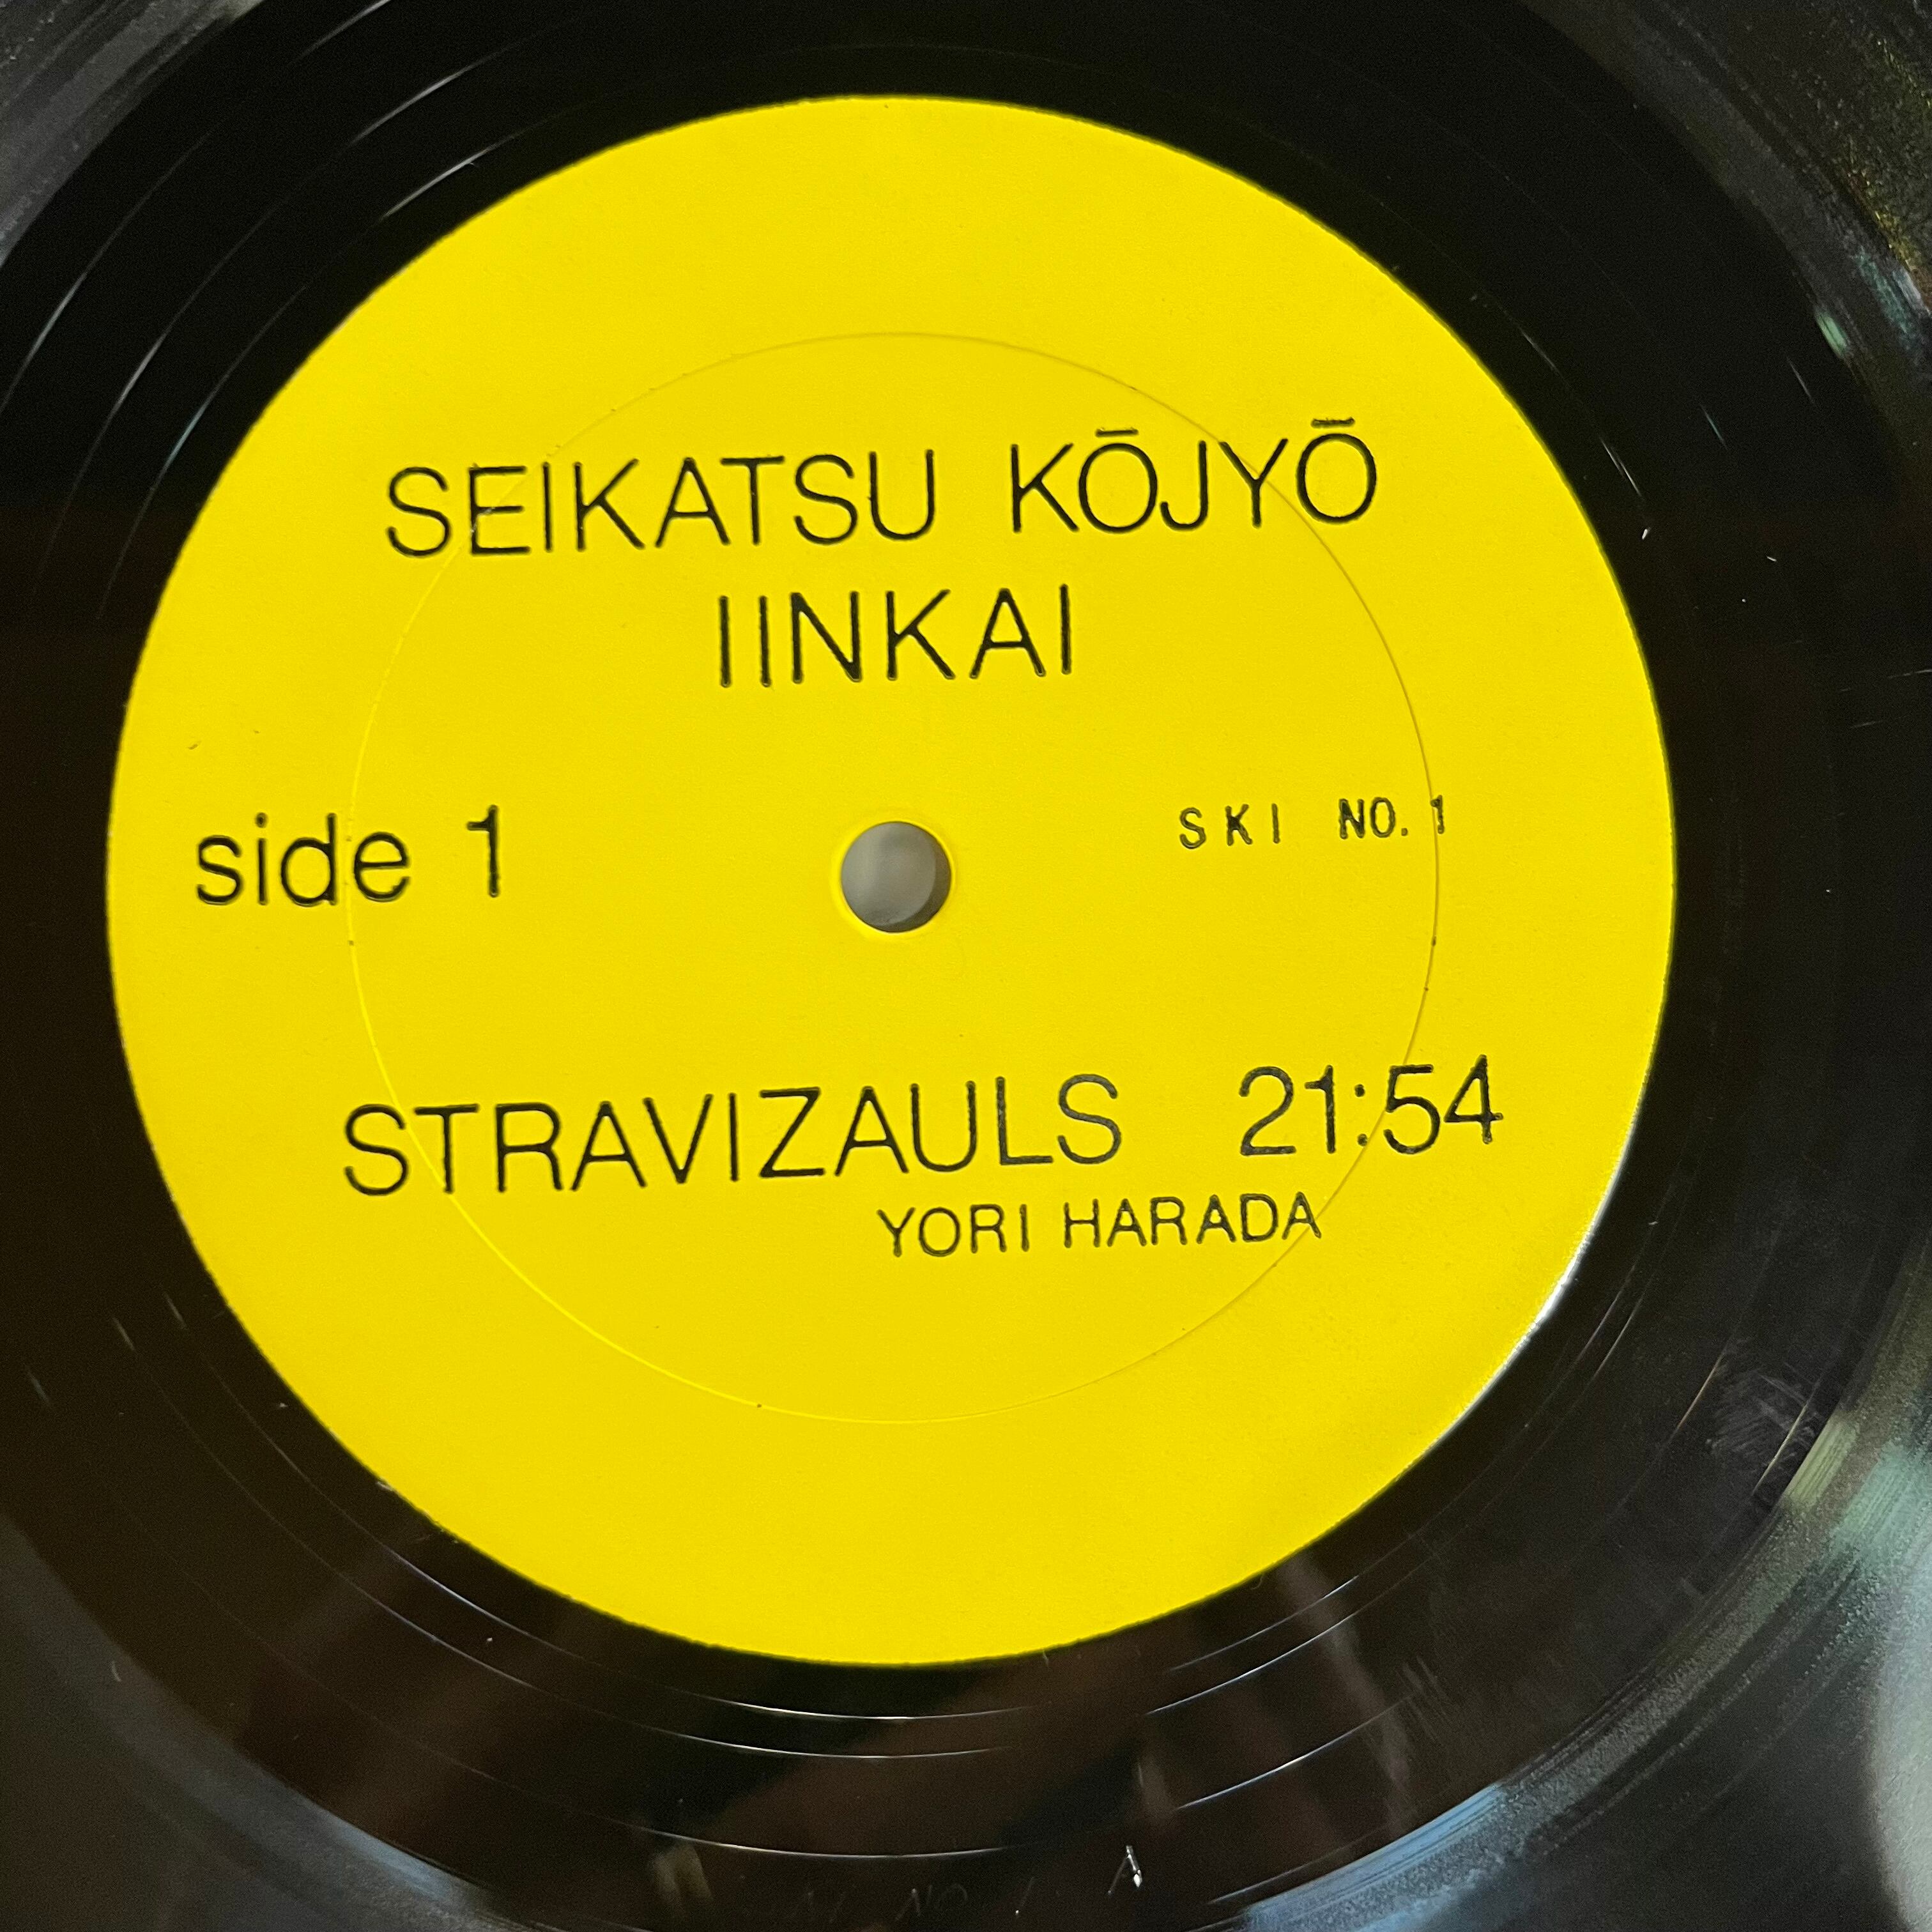 SEIKATSU KŌJYŌ
IINKAI
side 1
SKI NO. 1
STRAVIZAULS 21:54
YORI HARADA